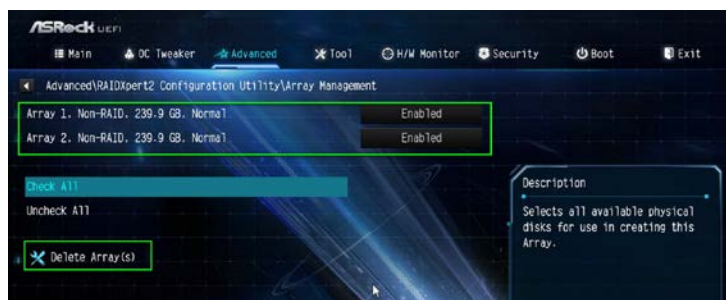 ASRock UEFI
Main OC Tweaker Advanced Tool H/W Monitor Security Boot Exit
Advanced\RAIDXpert2 Configuration Utility\Array Management
Array 1. Non-RAID. 239.9 GB. Normal Enabled
Array 2. Non-RAID. 239.9 GB. Normal Enabled
Check All
Uncheck All
Delete Array(s)
Description
Selects all available physical
disks for use in creating this
Array.